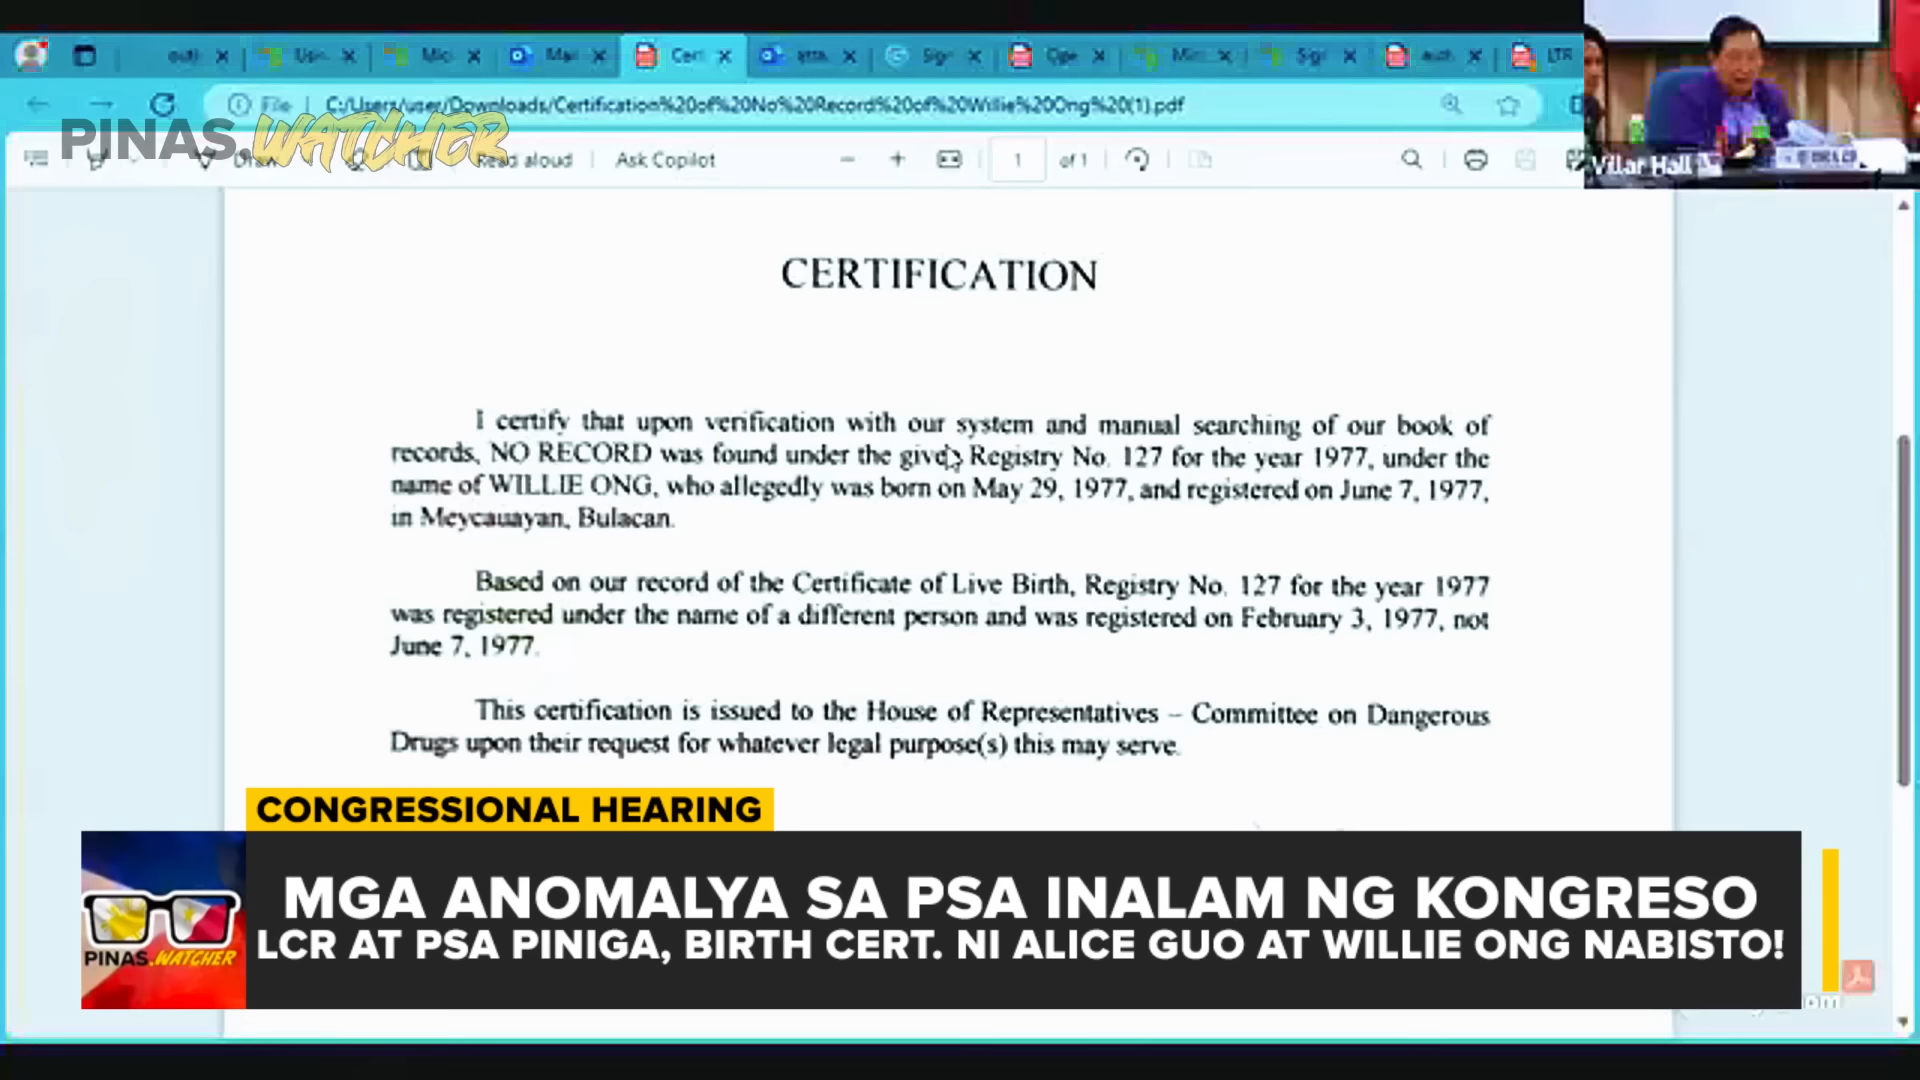 File
C:/Users/user/Downloads/Certification%20of%20No%20Record%20of%20Willie%20Ong%20(1).pdf
PINAS.WATCHER
Draw
Read aloud
Ask Copilot
1
of 1
Villar Hall
CERTIFICATION
I certify that upon verification with our system and manual searching of our book of
records, NO RECORD was found under the given Registry No. 127 for the year 1977, under the
name of WILLIE ONG, who allegedly was born on May 29, 1977, and registered on June 7, 1977,
in Meycauayan, Bulacan.
Based on our record of the Certificate of Live Birth, Registry No. 127 for the year 1977
was registered under the name of a different person and was registered on February 3, 1977, not
June 7, 1977.
This certification is issued to the House of Representatives – Committee on Dangerous
Drugs upon their request for whatever legal purpose(s) this may serve.
CONGRESSIONAL HEARING
MGA ANOMALYA SA PSA INALAM NG KONGRESO
LCR AT PSA PINIGA, BIRTH CERT. NI ALICE GUO AT WILLIE ONG NABISTO!
PINAS.WATCHER